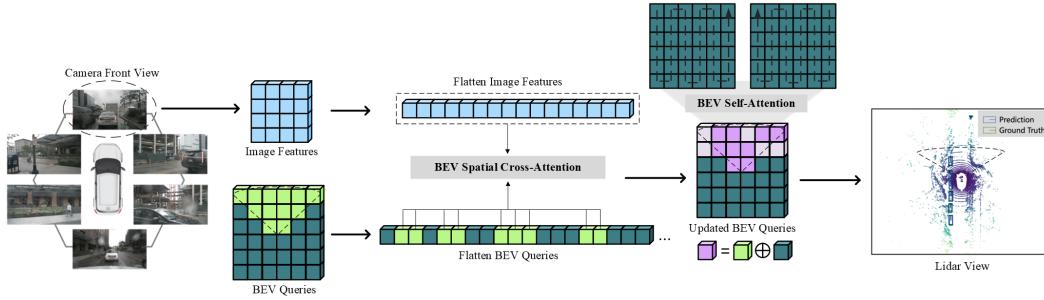 Camera Front View
Image Features
BEV Queries
Flatten Image Features
BEV Spatial Cross-Attention
Flatten BEV Queries
...
BEV Self-Attention
Updated BEV Queries
= ⊕
Prediction
Ground Truth
Lidar View